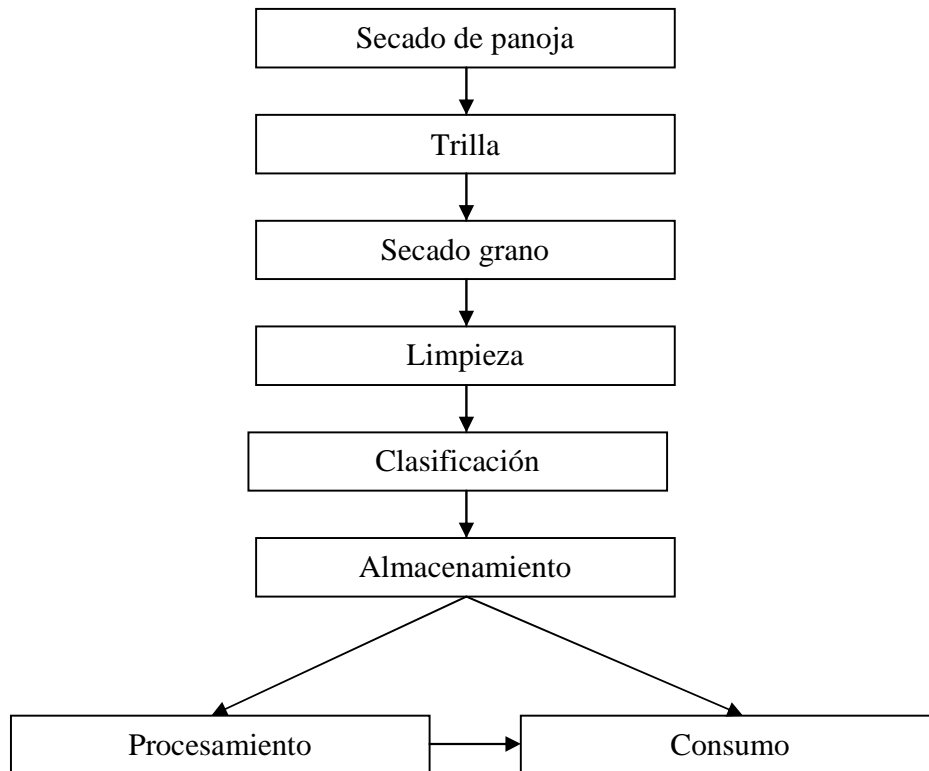 Secado de panoja
Trilla
Secado grano
Limpieza
Clasificación
Almacenamiento
Procesamiento
Consumo